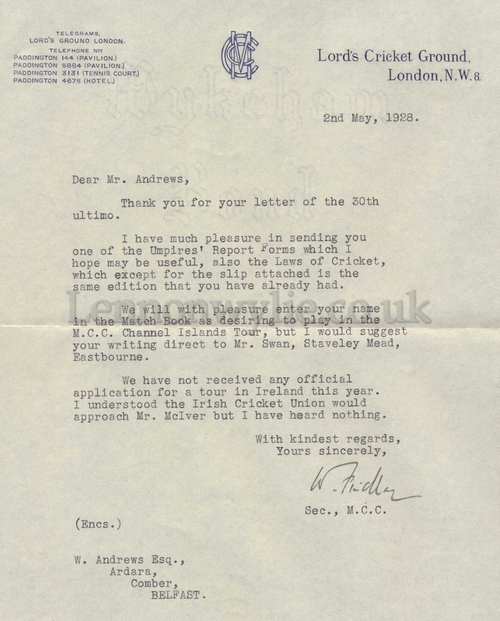 TELEGRAMS,
LORD'S GROUND LONDON.
TELEPHONE Nos
PADDINGTON 144 (PAVILION.)
PADDINGTON 5884 (PAVILION.)
PADDINGTON 3131 (TENNIS COURT.)
PADDINGTON 4675 (HOTEL.)
MCC
Lord's Cricket Ground,
London, N.W.8.
2nd May, 1928.
Dear Mr. Andrews,
Thank you for your letter of the 30th
ultimo.
I have much pleasure in sending you
one of the Umpires' Report Forms which I
hope may be useful, also the Laws of Cricket,
which except for the slip attached is the
same edition that you have already had.
Lennonwylie.co.uk
We will with pleasure enter your name
in the Match Book as desiring to play in the
M.C.C. Channel Islands Tour, but I would suggest
your writing direct to Mr. Swan, Staveley Mead,
Eastbourne.
We have not received any official
application for a tour in Ireland this year.
I understood the Irish Cricket Union would
approach Mr. McIver but I have heard nothing.
With kindest regards,
Yours sincerely,
W. Findlay
Sec., M.C.C.
(Encs.)
W. Andrews Esq.,
Ardara,
Comber,
BELFAST.